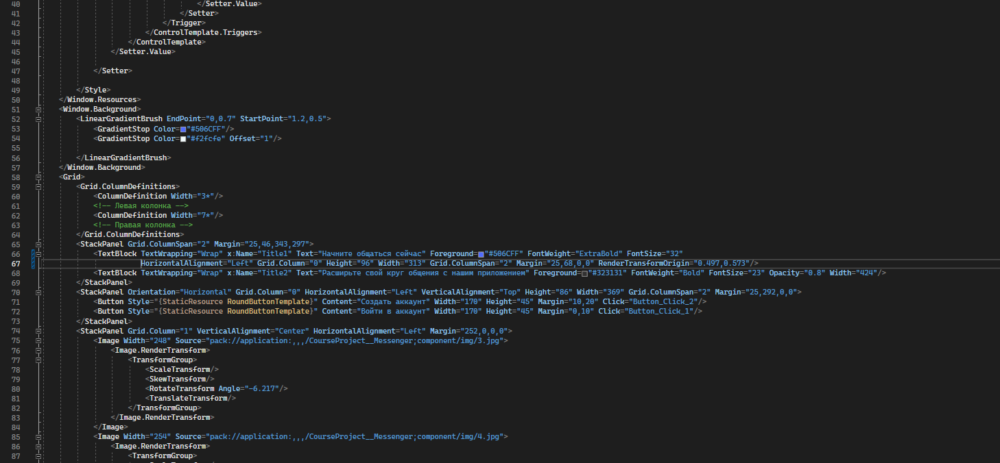 40 </Setter.Value>
41 </Setter>
42 </Trigger>
43 </ControlTemplate.Triggers>
44 </ControlTemplate>
45 </Setter.Value>
46
47 </Setter>
48
49 </Style>
50 </Window.Resources>
51 <Window.Background>
52 <LinearGradientBrush EndPoint="0,0.7" StartPoint="1.2,0.5">
53 <GradientStop Color="#506CFF"/>
54 <GradientStop Color="#f2fcfe" Offset="1"/>
55
56 </LinearGradientBrush>
57 </Window.Background>
58 <Grid>
59 <Grid.ColumnDefinitions>
60 <ColumnDefinition Width="3*"/>
61 <!-- Левая колонка -->
62 <ColumnDefinition Width="7*"/>
63 <!-- Правая колонка -->
64 </Grid.ColumnDefinitions>
65 <StackPanel Grid.ColumnSpan="2" Margin="25,46,343,297">
66 <TextBlock TextWrapping="Wrap" x:Name="Title1" Text="Начните общаться сейчас" Foreground="#506CFF" FontWeight="ExtraBold" FontSize="32"
67 HorizontalAlignment="Left" Grid.Column="0" Height="96" Width="313" Grid.ColumnSpan="2" Margin="25,68,0,0" RenderTransformOrigin="0.497,0.573"/>
68 <TextBlock TextWrapping="Wrap" x:Name="Title2" Text="Расширьте свой круг общения с нашим приложением" Foreground="#323131" FontWeight="Bold" FontSize="23" Opacity="0.8" Width="424"/>
69 </StackPanel>
70 <StackPanel Orientation="Horizontal" Grid.Column="0" HorizontalAlignment="Left" VerticalAlignment="Top" Height="86" Width="369" Grid.ColumnSpan="2" Margin="25,292,0,0">
71 <Button Style="{StaticResource RoundButtonTemplate}" Content="Создать аккаунт" Width="170" Height="45" Margin="10,20" Click="Button_Click_2"/>
72 <Button Style="{StaticResource RoundButtonTemplate}" Content="Войти в аккаунт" Width="170" Height="45" Margin="0,10" Click="Button_Click_1"/>
73 </StackPanel>
74 <StackPanel Grid.Column="1" VerticalAlignment="Center" HorizontalAlignment="Left" Margin="252,0,0,0">
75 <Image Width="248" Source="pack://application:,,,/CourseProject__Messenger;component/img/3.jpg">
76 <Image.RenderTransform>
77 <TransformGroup>
78 <ScaleTransform/>
79 <SkewTransform/>
80 <RotateTransform Angle="-6.217"/>
81 <TranslateTransform/>
82 </TransformGroup>
83 </Image.RenderTransform>
84 </Image>
85 <Image Width="254" Source="pack://application:,,,/CourseProject__Messenger;component/img/4.jpg">
86 <Image.RenderTransform>
87 <TransformGroup>